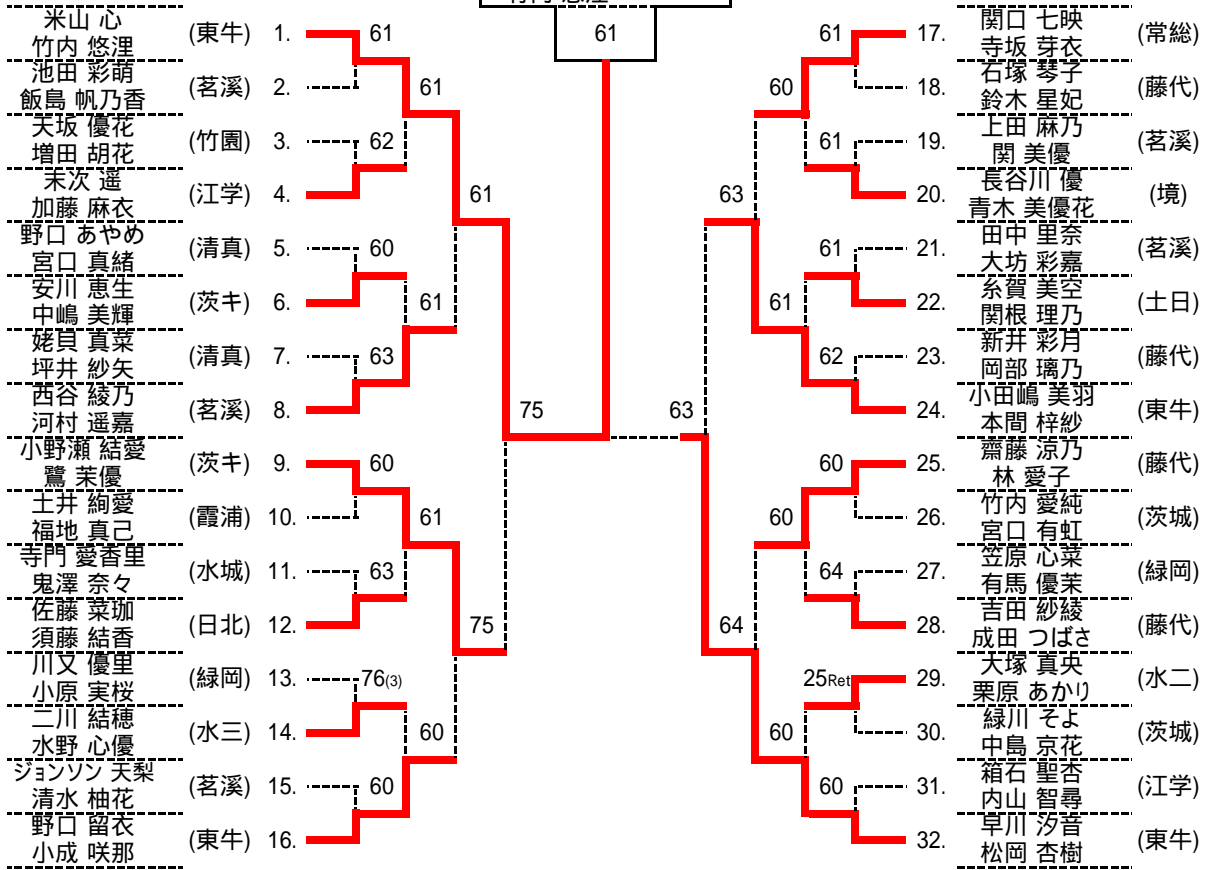 61
米山 心
竹内 悠浬
(東牛) 1. 61
池田 彩萌
飯島 帆乃香
(茗溪) 2.
61
天坂 優花
増田 胡花
(竹園) 3. 62
末次 遥
加藤 麻衣
(江学) 4.
61
野口 あやめ
宮口 真緒
(清真) 5. 60
安川 恵生
中嶋 美輝
(茨キ) 6.
61
姥貝 真菜
坪井 紗矢
(清真) 7. 63
西谷 綾乃
河村 遥嘉
(茗溪) 8.
75
小野瀬 結愛
鷺 茉優
(茨キ) 9. 60
土井 絢愛
福地 真己
(霞浦) 10.
61
寺門 愛香里
鬼澤 奈々
(水城) 11. 63
佐藤 菜珈
須藤 結香
(日北) 12.
75
川又 優里
小原 実桜
(緑岡) 13. 76(3)
二川 結穂
水野 心優
(水三) 14.
60
ジョンソン 天梨
清水 柚花
(茗溪) 15. 60
野口 留衣
小成 咲那
(東牛) 16.
61 17. 関口 七映
寺坂 芽衣
(常総)
60
18. 石塚 琴子
鈴木 星妃
(藤代)
61 19. 上田 麻乃
関 美優
(茗溪)
63
20. 長谷川 優
青木 美優花
(境)
61 21. 田中 里奈
大坊 彩嘉
(茗溪)
61
22. 糸賀 美空
関根 理乃
(土日)
62 23. 新井 彩月
岡部 璃乃
(藤代)
24. 小田嶋 美羽
本間 梓紗
(東牛)
63
60 25. 齋藤 涼乃
林 愛子
(藤代)
60
26. 竹内 愛純
宮口 有虹
(茨城)
64 27. 笠原 心菜
有馬 優茉
(緑岡)
64
28. 吉田 紗綾
成田 つばさ
(藤代)
25Ret 29. 大塚 真央
栗原 あかり
(水二)
60
30. 緑川 そよ
中島 京花
(茨城)
60 31. 箱石 聖杏
内山 智尋
(江学)
32. 早川 汐音
松岡 杏樹
(東牛)